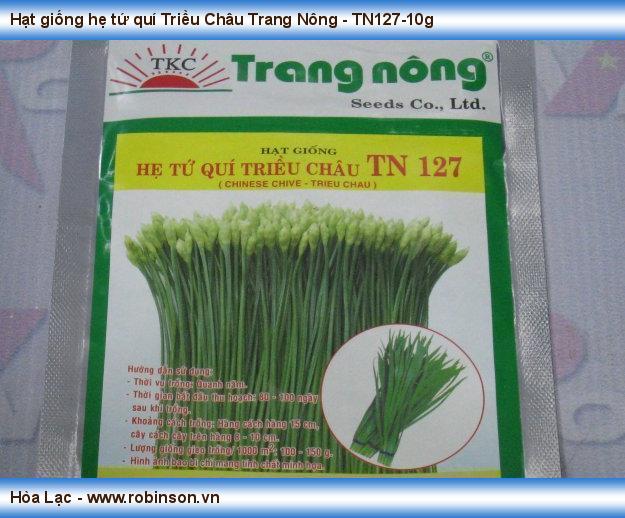 Hạt giống hẹ tứ quí Triều Châu Trang Nông - TN127-10g
TKC
Trang nông®
Seeds Co., Ltd.
HẠT GIỐNG
HẸ TỨ QUÍ TRIỀU CHÂU TN 127
( CHINESE CHIVE - TRIEU CHAU )
Hướng dẫn sử dụng:
- Thời vụ trồng: Quanh năm.
- Thời gian bắt đầu thu hoạch: 80 - 100 ngày
sau khi trồng.
- Khoảng cách trồng: Hàng cách hàng 15 cm,
cây cách cây trên hàng 8 - 10 cm.
- Lượng giống gieo trồng/ 1000 m²: 100 - 150 g.
- Hình ảnh bao bì chỉ mang tính chất minh họa.
Hòa Lạc - www.robinson.vn